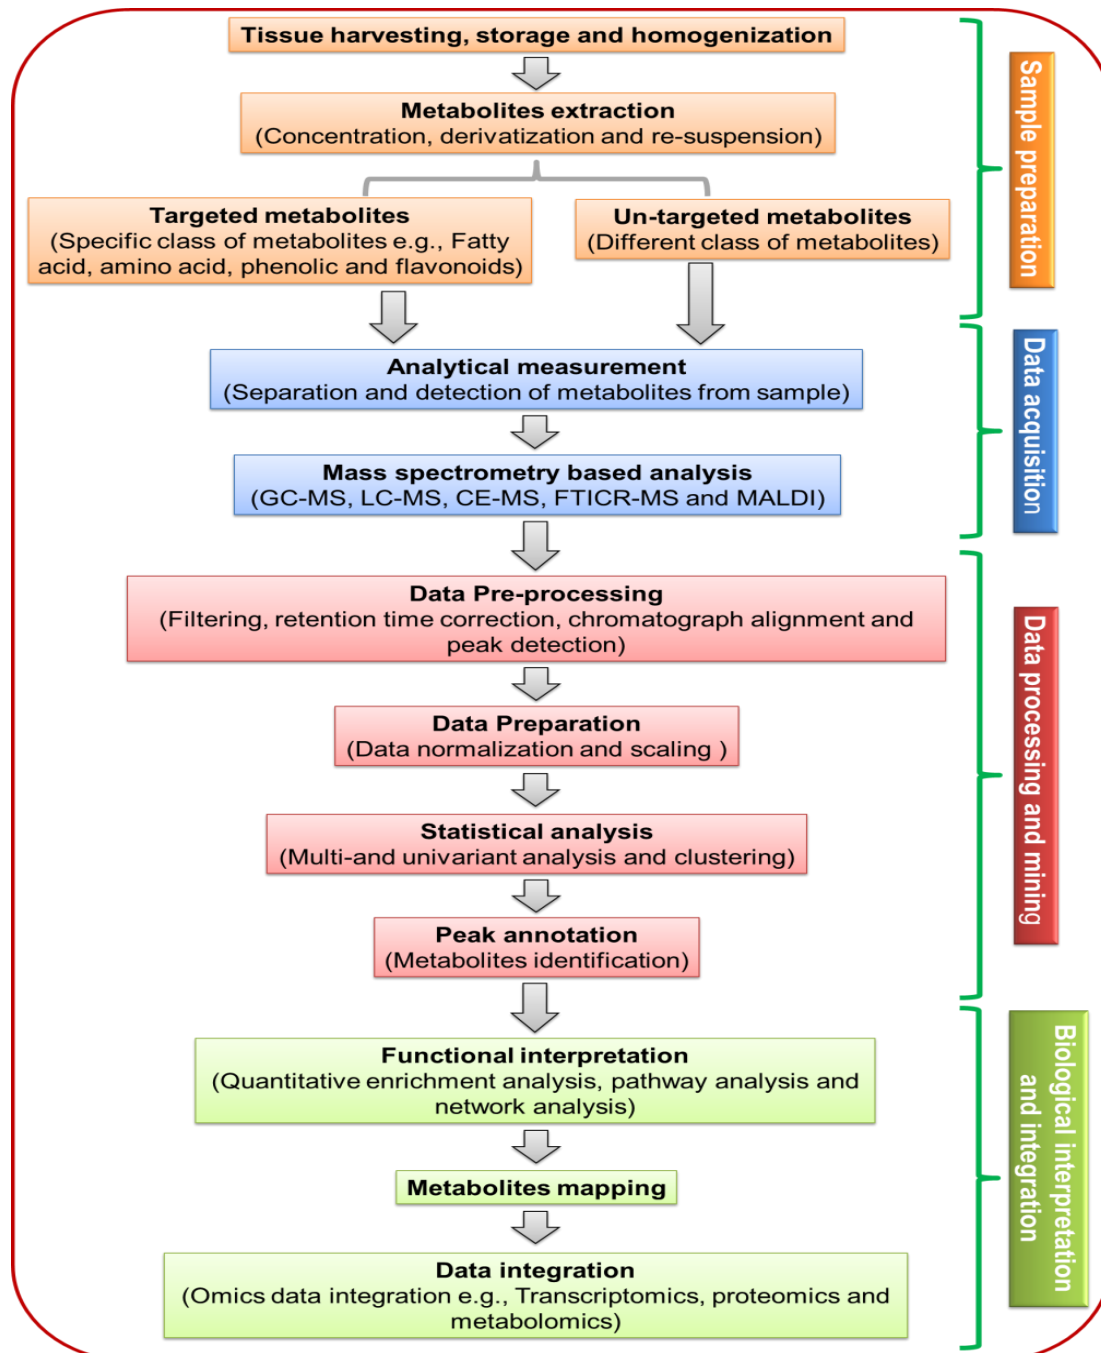 Tissue harvesting, storage and homogenization
Metabolites extraction
(Concentration, derivatization and re-suspension)
Targeted metabolites
(Specific class of metabolites e.g., Fatty
acid, amino acid, phenolic and flavonoids)
Un-targeted metabolites
(Different class of metabolites)
Sample preparation
Analytical measurement
(Separation and detection of metabolites from sample)
Mass spectrometry based analysis
(GC-MS, LC-MS, CE-MS, FTICR-MS and MALDI)
Data acquisition
Data Pre-processing
(Filtering, retention time correction, chromatograph alignment and
peak detection)
Data Preparation
(Data normalization and scaling )
Statistical analysis
(Multi-and univariant analysis and clustering)
Peak annotation
(Metabolites identification)
Data processing and mining
Functional interpretation
(Quantitative enrichment analysis, pathway analysis and
network analysis)
Metabolites mapping
Data integration
(Omics data integration e.g., Transcriptomics, proteomics and
metabolomics)
Biological interpretation
and integration